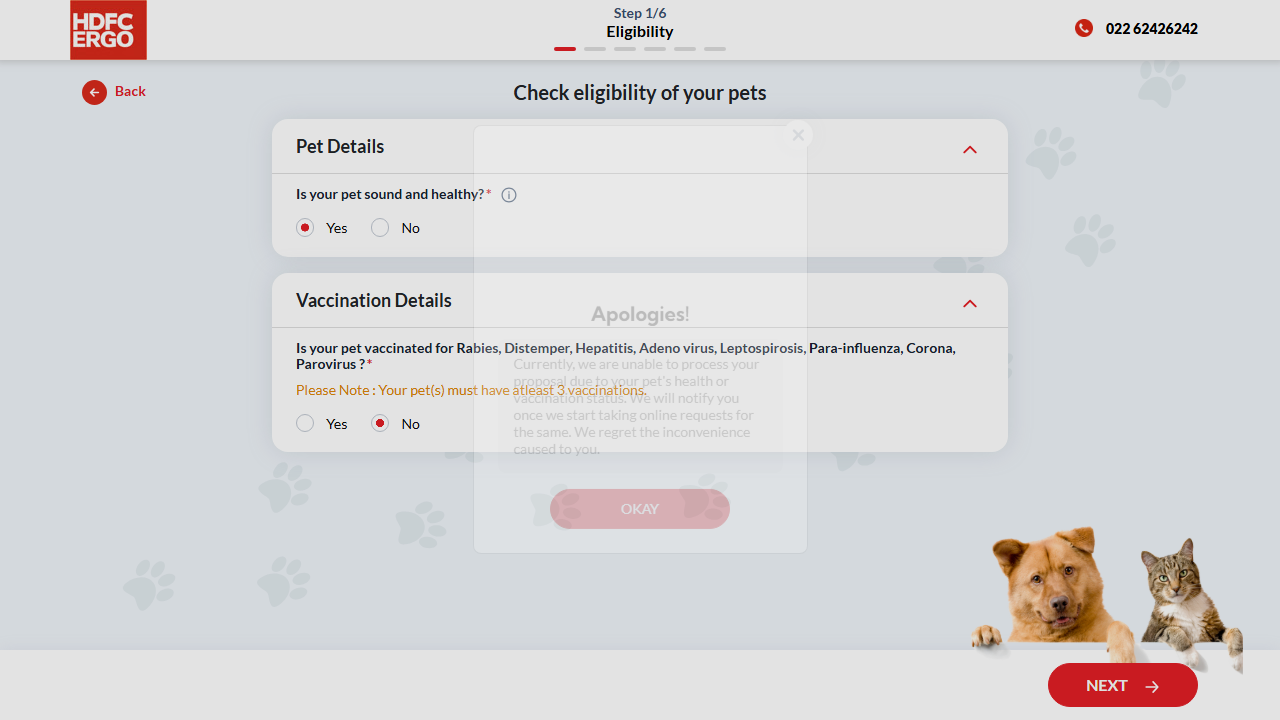 HDFC
ERGO
Step 1/6
Eligibility
022 62426242
Back
Check eligibility of your pets
Pet Details
Is your pet sound and healthy?*
Yes No
Vaccination Details
Is your pet vaccinated for Rabies, Distemper, Hepatitis, Adeno virus, Leptospirosis, Para-influenza, Corona,
Parovirus ?*
Please Note : Your pet(s) must have atleast 3 vaccinations.
Yes No
Apologies!
Currently, we are unable to process your
proposal due to your pet's health or
vaccination status. We will notify you
once we start taking online requests for
the same. We regret the inconvenience
caused to you.
OKAY
NEXT